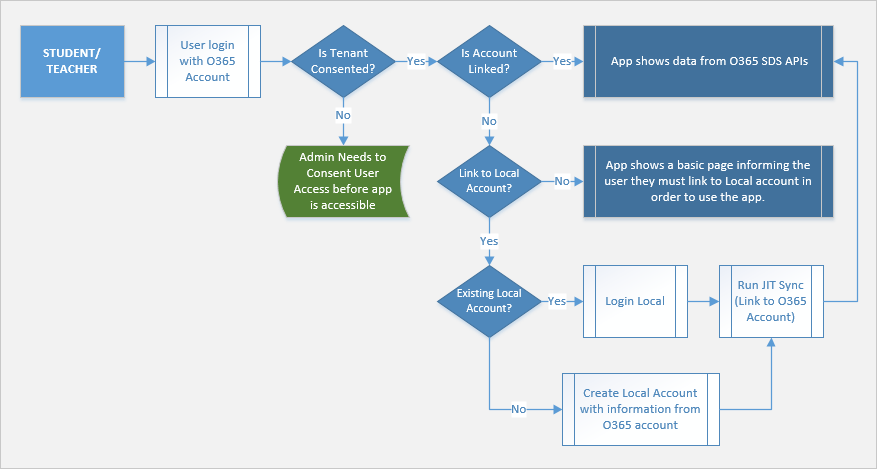 STUDENT/
TEACHER
User login
with O365
Account
Is Tenant
Consented?
Yes
Is Account
Linked?
Yes
App shows data from O365 SDS APIs
No
No
Admin Needs to
Consent User
Access before app
is accessible
Link to Local
Account?
No
App shows a basic page informing the
user they must link to Local account in
order to use the app.
Yes
Existing Local
Account?
Yes
Login Local
Run JIT Sync
(Link to O365
Account)
No
Create Local Account
with information from
O365 account